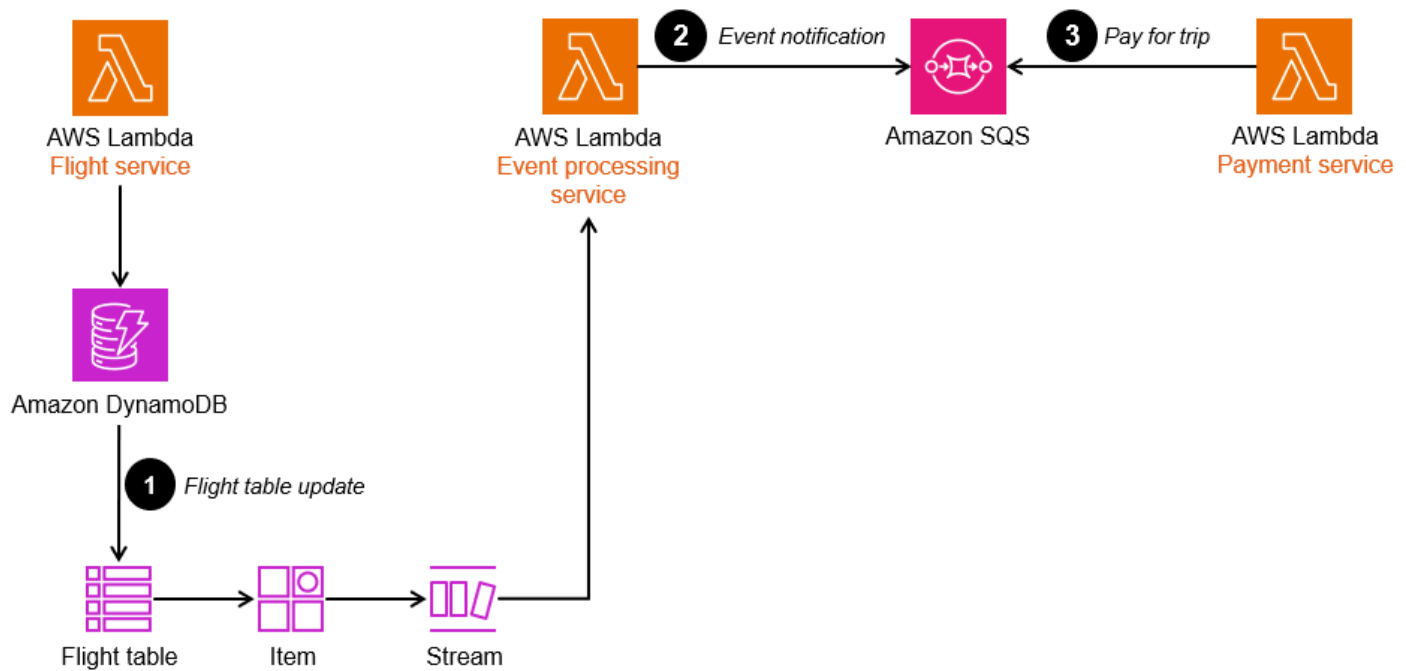 2 Event notification
3 Pay for trip
AWS Lambda
Flight service
AWS Lambda
Event processing
service
Amazon SQS
AWS Lambda
Payment service
Amazon DynamoDB
1 Flight table update
Flight table
Item
Stream